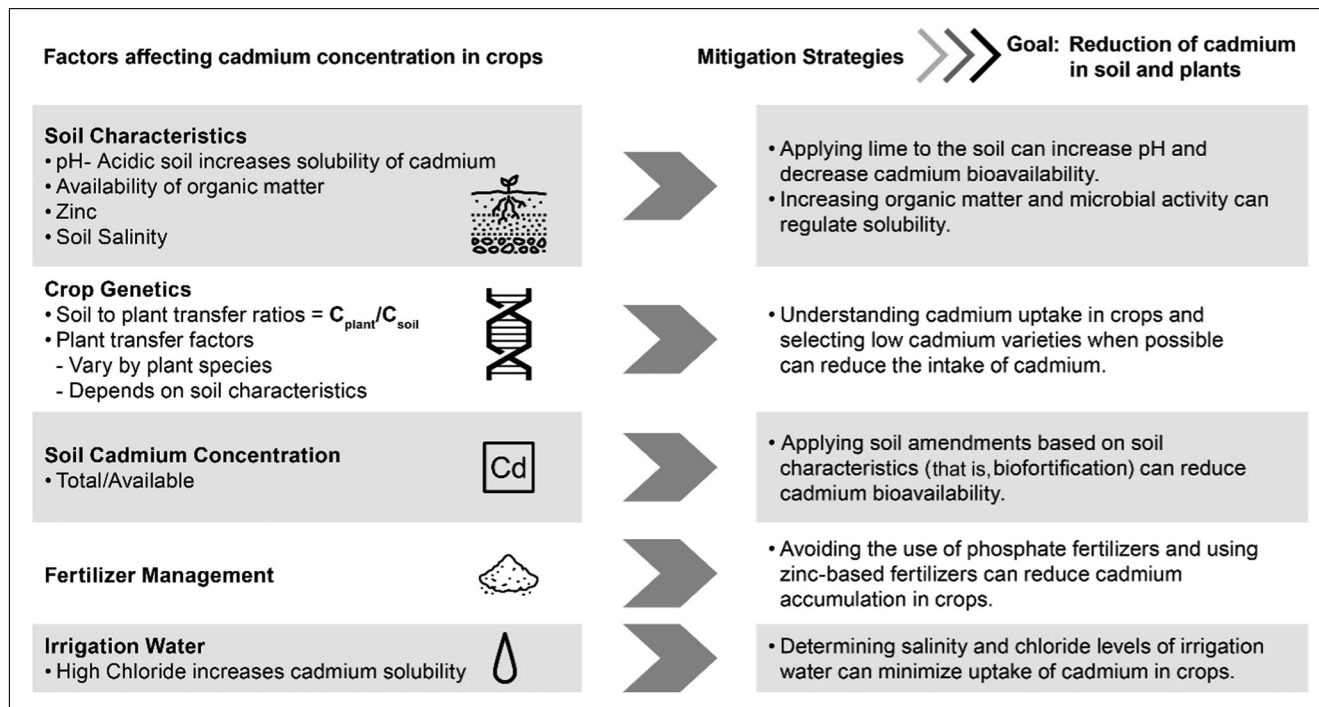 Factors affecting cadmium concentration in crops
Mitigation Strategies
Goal: Reduction of cadmium
in soil and plants
Soil Characteristics
• pH- Acidic soil increases solubility of cadmium
• Availability of organic matter
• Zinc
• Soil Salinity
• Applying lime to the soil can increase pH and
decrease cadmium bioavailability.
• Increasing organic matter and microbial activity can
regulate solubility.
Crop Genetics
• Soil to plant transfer ratios = Cplant/Csoil
• Plant transfer factors
- Vary by plant species
- Depends on soil characteristics
• Understanding cadmium uptake in crops and
selecting low cadmium varieties when possible
can reduce the intake of cadmium.
Soil Cadmium Concentration
• Total/Available
Cd
• Applying soil amendments based on soil
characteristics (that is, biofortification) can reduce
cadmium bioavailability.
Fertilizer Management
• Avoiding the use of phosphate fertilizers and using
zinc-based fertilizers can reduce cadmium
accumulation in crops.
Irrigation Water
• High Chloride increases cadmium solubility
• Determining salinity and chloride levels of irrigation
water can minimize uptake of cadmium in crops.